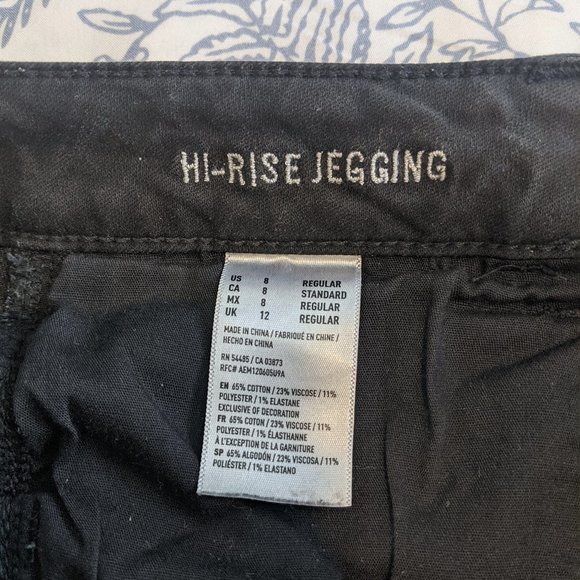 HI-RISE JEGGING
US 8 REGULAR
CA 8 STANDARD
MX 8 REGULAR
UK 12 REGULAR
MADE IN CHINA / FABRIQUÉ EN CHINE /
HECHO EN CHINA
RN 54485 / CA 03873
RFC# AEM120605U9A
EN 65% COTTON / 23% VISCOSE / 11%
POLYESTER / 1% ELASTANE
EXCLUSIVE OF DECORATION
FR 65% COTON / 23% VISCOSE / 11%
POLYESTER / 1% ÉLASTHANNE
À L'EXCEPTION DE LA GARNITURE
SP 65% ALGODÓN / 23% VISCOSA / 11%
POLIÉSTER / 1% ELASTANO